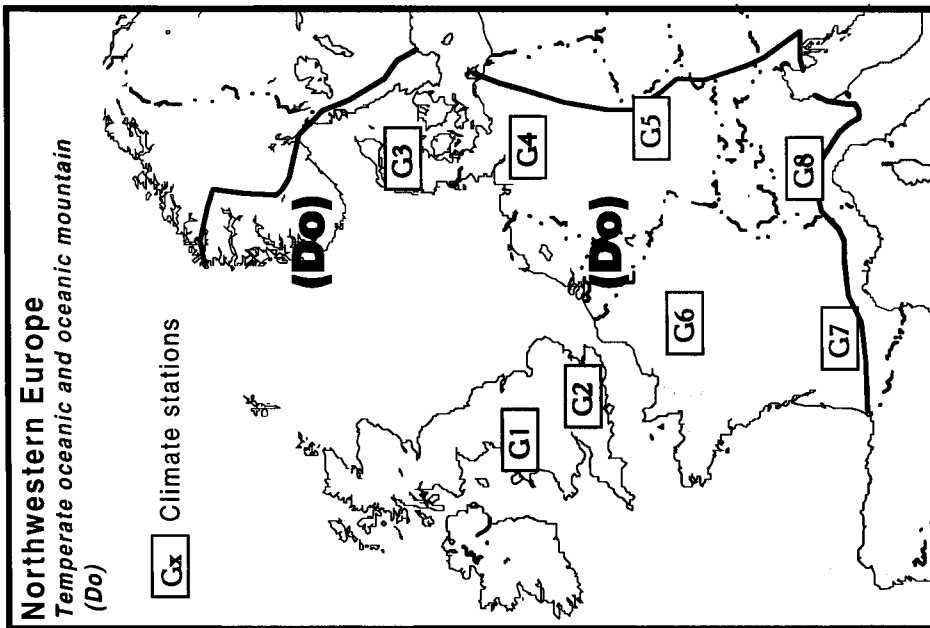 Northwestern Europe
Temperate oceanic and oceanic mountain
(Do)
Gx Climate stations
(Do)
G3
G4
G1
G2
(Do)
G5
G6
G7
G8